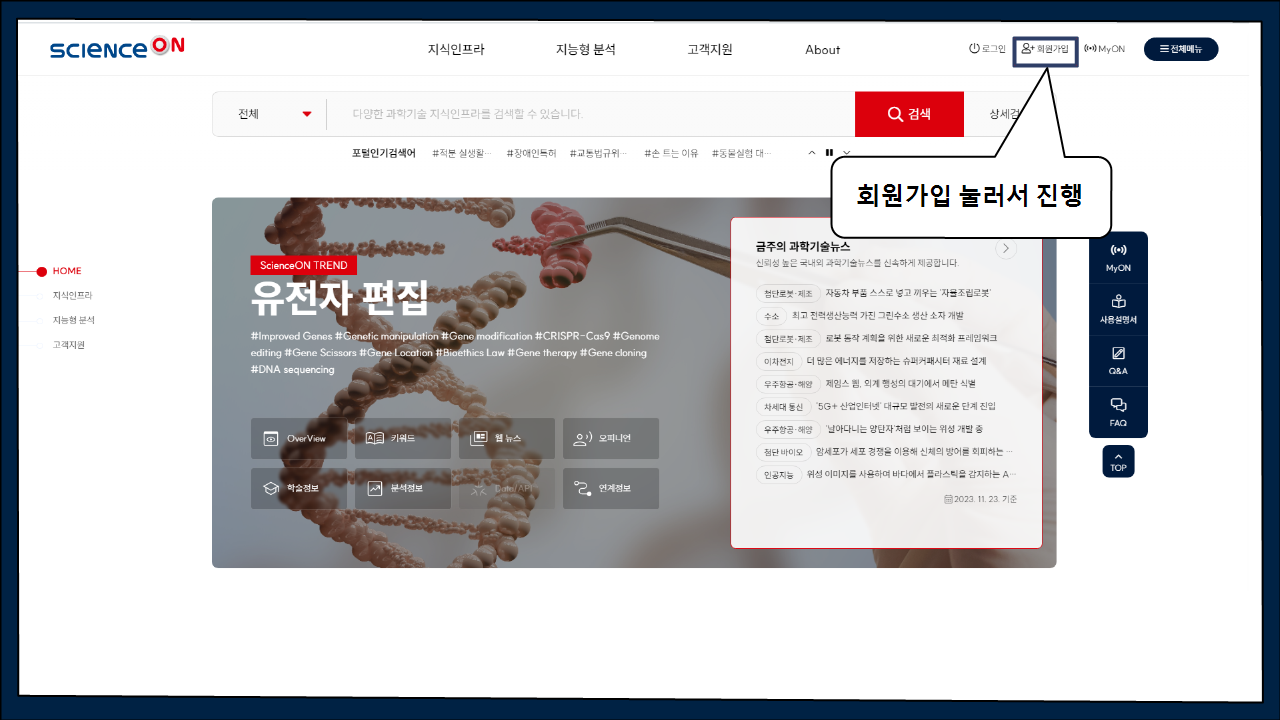 scienceON
지식인프라 지능형 분석 고객지원 About 로그인 회원가입 MyON 전체메뉴
전체 다양한 과학기술 지식인프라를 검색할 수 있습니다. 검색 상세검
포털인기검색어 #적분 실생활… #장애인특허 #교통법규위… #손 트는 이유 #동물실험 대…
회원가입 눌러서 진행
HOME
지식인프라
지능형 분석
고객지원
ScienceON TREND
유전자 편집
#Improved Genes #Genetic manipulation #Gene modification #CRISPR-Cas9 #Genome
editing #Gene Scissors #Gene Location #Bioethics Law #Gene therapy #Gene cloning
#DNA sequencing
OverView 키워드 웹 뉴스 오피니언
학술정보 분석정보 Data/API 연계정보
금주의 과학기술뉴스
신뢰성 높은 국내외 과학기술뉴스를 신속하게 제공합니다.
첨단로봇·제조 자동차 부품 스스로 넣고 끼우는 '자율조립로봇'
수소 최고 전력생산능력 가진 그린수소 생산 소자 개발
첨단로봇·제조 로봇 동작 계획을 위한 새로운 최적화 프레임워크
이차전지 더 많은 에너지를 저장하는 슈퍼커패시터 재료 설계
우주항공·해양 제임스 웹, 외계 행성의 대기에서 메탄 식별
차세대 통신 '5G+ 산업인터넷' 대규모 발전의 새로운 단계 진입
우주항공·해양 '날아다니는 양탄자'처럼 보이는 위성 개발 중
첨단 바이오 암세포가 세포 경쟁을 이용해 신체의 방어를 회피하는 …
인공지능 위성 이미지를 사용하여 바다에서 플라스틱을 감지하는 A…
2023. 11. 23. 기준
MyON
사용설명서
Q&A
FAQ
TOP